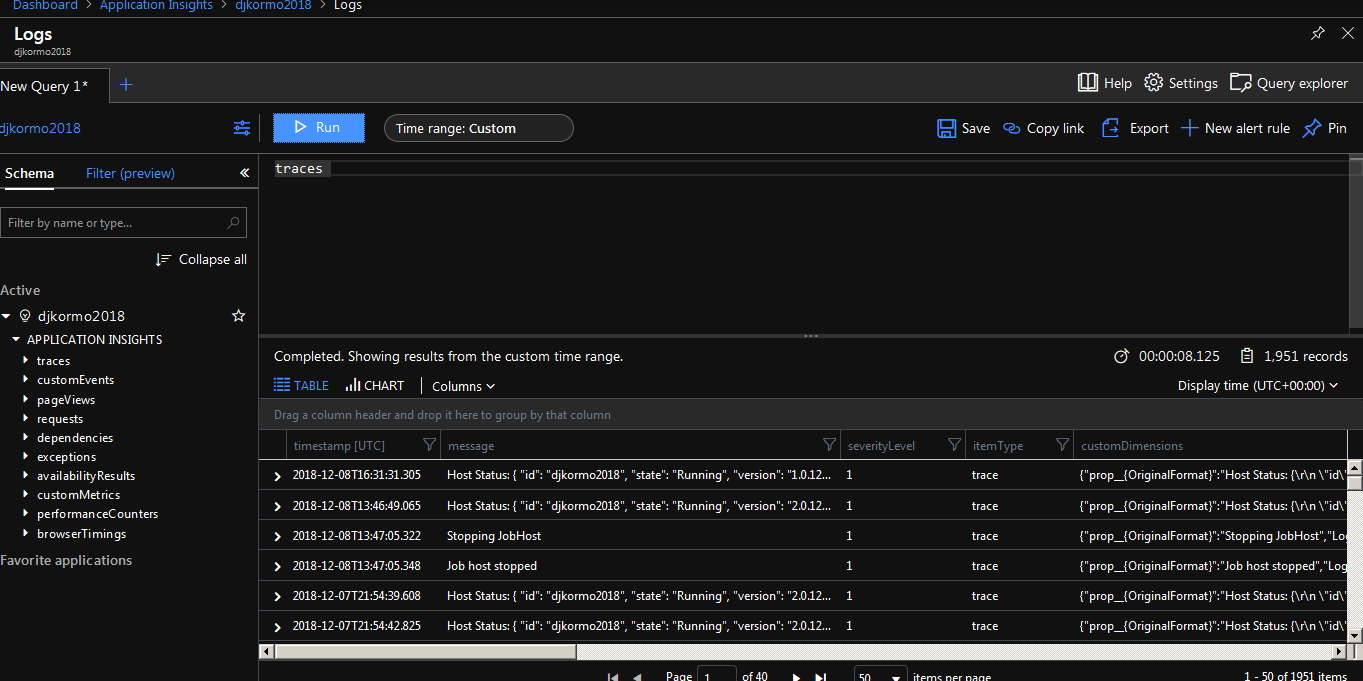 Dashboard > Application Insights > djkormo2018 > Logs
Logs
djkormo2018
New Query 1* +
Help Settings Query explorer
djkormo2018 Run Time range: Custom Save Copy link Export New alert rule Pin
Schema Filter (preview) «
traces
Filter by name or type...
Collapse all
Active
djkormo2018
APPLICATION INSIGHTS
traces
customEvents
pageViews
requests
dependencies
exceptions
availabilityResults
customMetrics
performanceCounters
browserTimings
Favorite applications
Completed. Showing results from the custom time range. 00:00:08.125 1,951 records
TABLE CHART Columns Display time (UTC+00:00)
Drag a column header and drop it here to group by that column
timestamp [UTC] message severityLevel itemType customDimensions
2018-12-08T16:31:31.305 Host Status: { "id": "djkormo2018", "state": "Running", "version": "1.0.12... 1 trace {"prop__{OriginalFormat}":"Host Status: {\r\n \"id\"
2018-12-08T13:46:49.065 Host Status: { "id": "djkormo2018", "state": "Running", "version": "2.0.12... 1 trace {"prop__{OriginalFormat}":"Host Status: {\r\n \"id\"
2018-12-08T13:47:05.322 Stopping JobHost 1 trace {"prop__{OriginalFormat}":"Stopping JobHost","Log
2018-12-08T13:47:05.348 Job host stopped 1 trace {"prop__{OriginalFormat}":"Job host stopped","Log
2018-12-07T21:54:39.608 Host Status: { "id": "djkormo2018", "state": "Running", "version": "2.0.12... 1 trace {"prop__{OriginalFormat}":"Host Status: {\r\n \"id\"
2018-12-07T21:54:42.825 Host Status: { "id": "djkormo2018", "state": "Running", "version": "2.0.12... 1 trace {"prop__{OriginalFormat}":"Host Status: {\r\n \"id\"
Page 1 of 40 50 items per page 1 - 50 of 1951 items